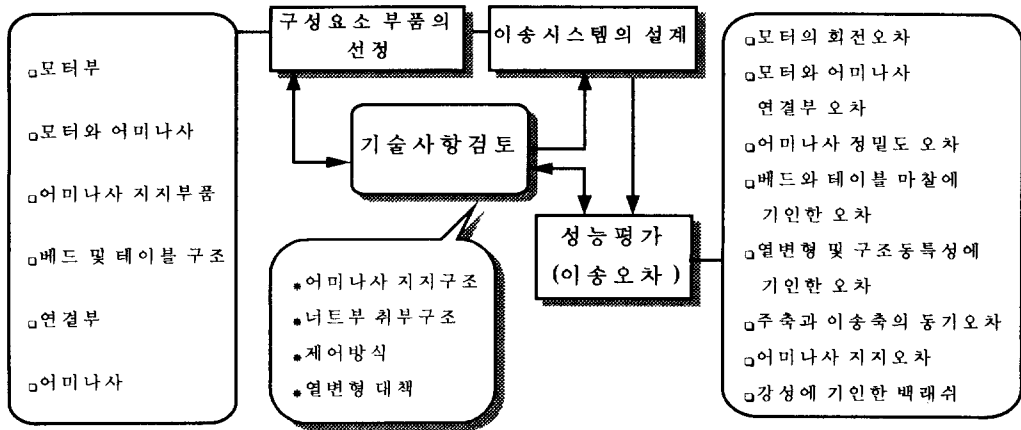 구성요소 부품의
선정
이송시스템의 설계
기술사항검토
성능평가
(이송오차)
□모터부
□모터와 어미나사
□어미나사 지지부품
□베드 및 테이블 구조
□연결부
□어미나사
*어미나사 지지구조
*너트부 취부구조
*제어방식
*열변형 대책
□모터의 회전오차
□모터와 어미나사
연결부 오차
□어미나사 정밀도 오차
□베드와 테이블 마찰에
기인한 오차
□열변형 및 구조동특성에
기인한 오차
□주축과 이송축의 동기오차
□어미나사 지지오차
□강성에 기인한 백래쉬